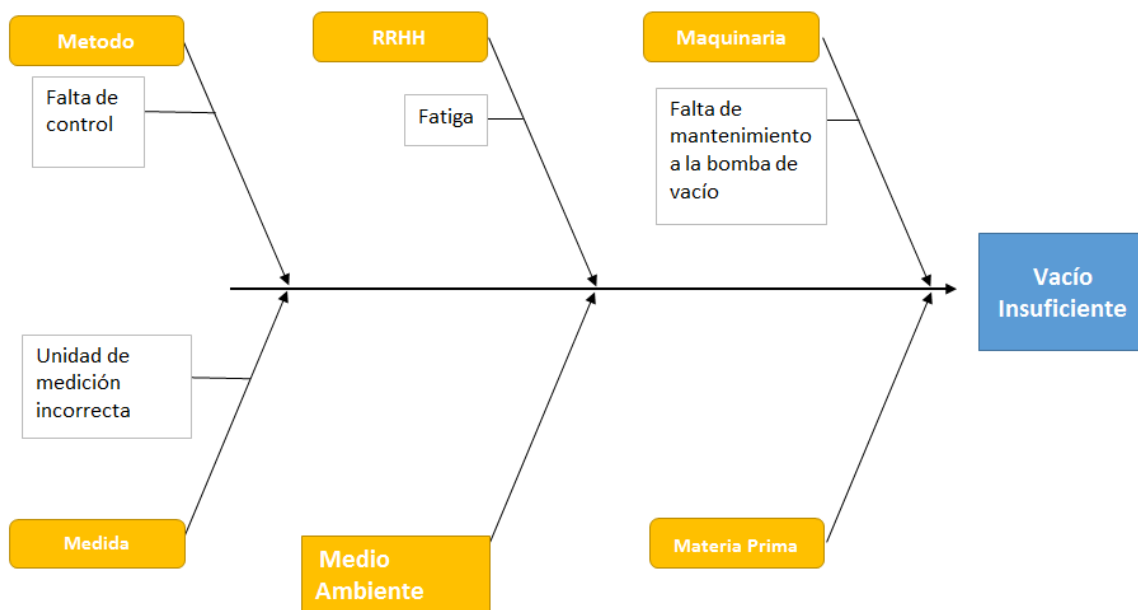 Metodo
RRHH
Maquinaria
Falta de
control
Fatiga
Falta de
mantenimiento
a la bomba de
vacío
Vacío
Insuficiente
Unidad de
medición
incorrecta
Medida
Medio
Ambiente
Materia Prima